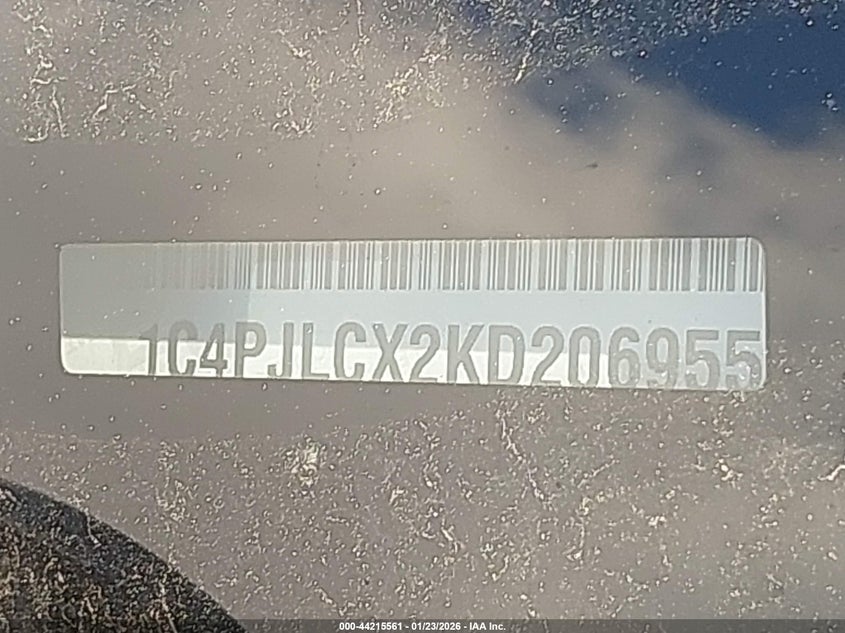 1C4PJLCX2KD206955
000-44215561 - 01/23/2026 - IAA Inc.